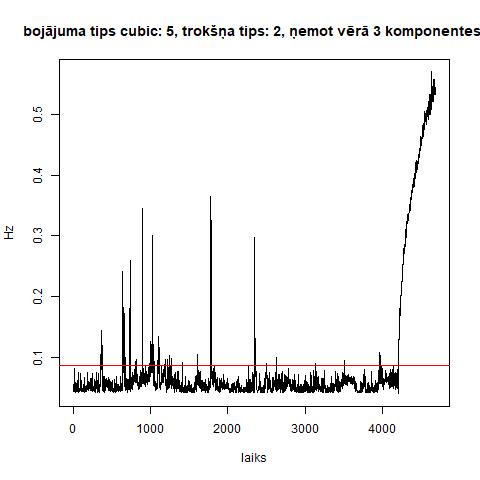 bojājuma tips cubic: 5, trokšņa tips: 2, ņemot vērā 3 komponentes
0.5
0.4
0.3
0.2
0.1
Hz
0 1000 2000 3000 4000
laiks